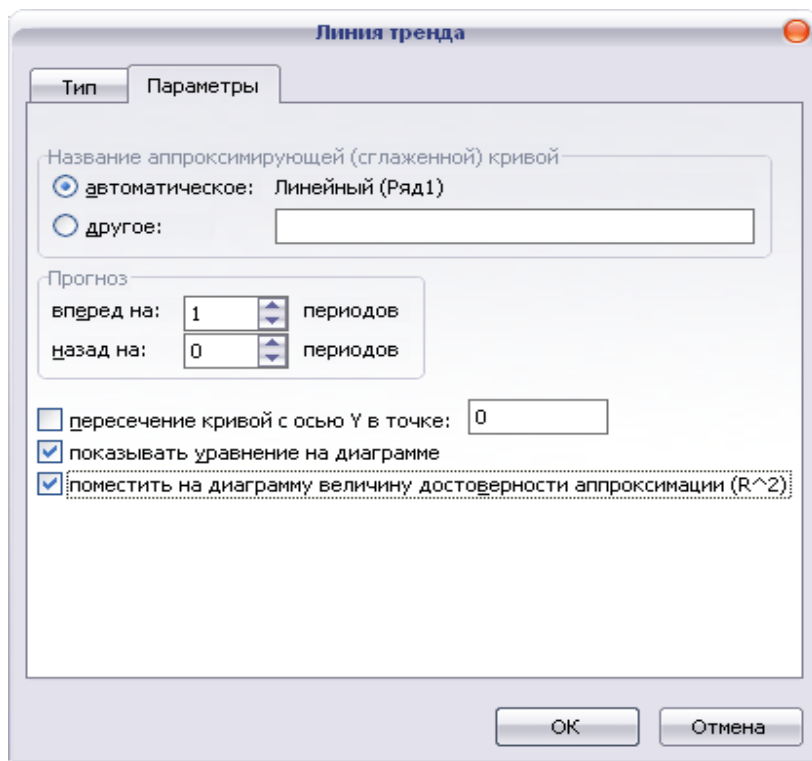 Линия тренда
Тип Параметры
Название аппроксимирующей (сглаженной) кривой
автоматическое: Линейный (Ряд1)
другое:
Прогноз
вперед на: 1 периодов
назад на: 0 периодов
пересечение кривой с осью Y в точке: 0
показывать уравнение на диаграмме
поместить на диаграмму величину достоверности аппроксимации (R^2)
ОК Отмена